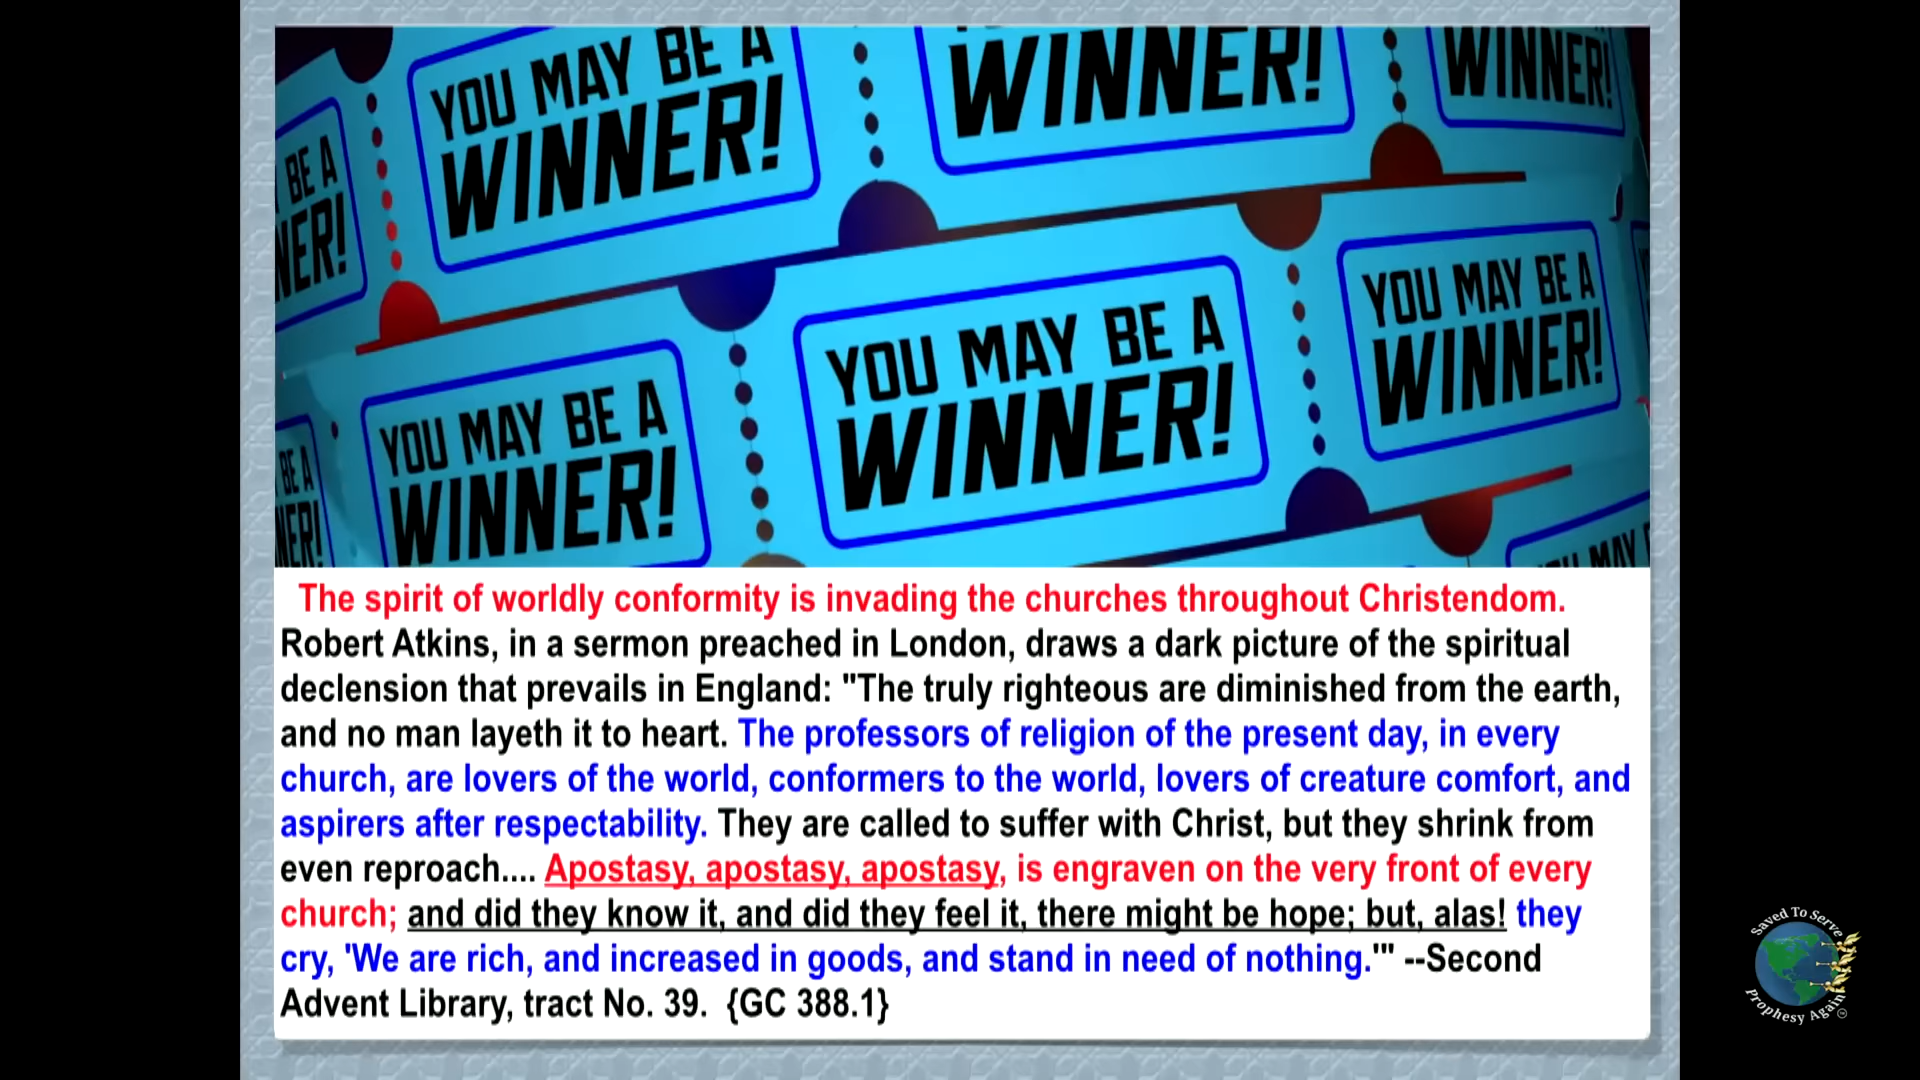 YOU MAY BE A
WINNER!
WINNER!
WINNER!
BE A
NER!
YOU MAY BE A
WINNER!
YOU MAY BE A
WINNER!
YOU MAY BE A
WINNER!
BE A
NER!
YOU MAY
The spirit of worldly conformity is invading the churches throughout Christendom.
Robert Atkins, in a sermon preached in London, draws a dark picture of the spiritual
declension that prevails in England: "The truly righteous are diminished from the earth,
and no man layeth it to heart. The professors of religion of the present day, in every
church, are lovers of the world, conformers to the world, lovers of creature comfort, and
aspirers after respectability. They are called to suffer with Christ, but they shrink from
even reproach.... Apostasy, apostasy, apostasy, is engraven on the very front of every
church; and did they know it, and did they feel it, there might be hope; but, alas! they
cry, 'We are rich, and increased in goods, and stand in need of nothing.'" --Second
Advent Library, tract No. 39. {GC 388.1}
Saved To Serve
Prophesy Again